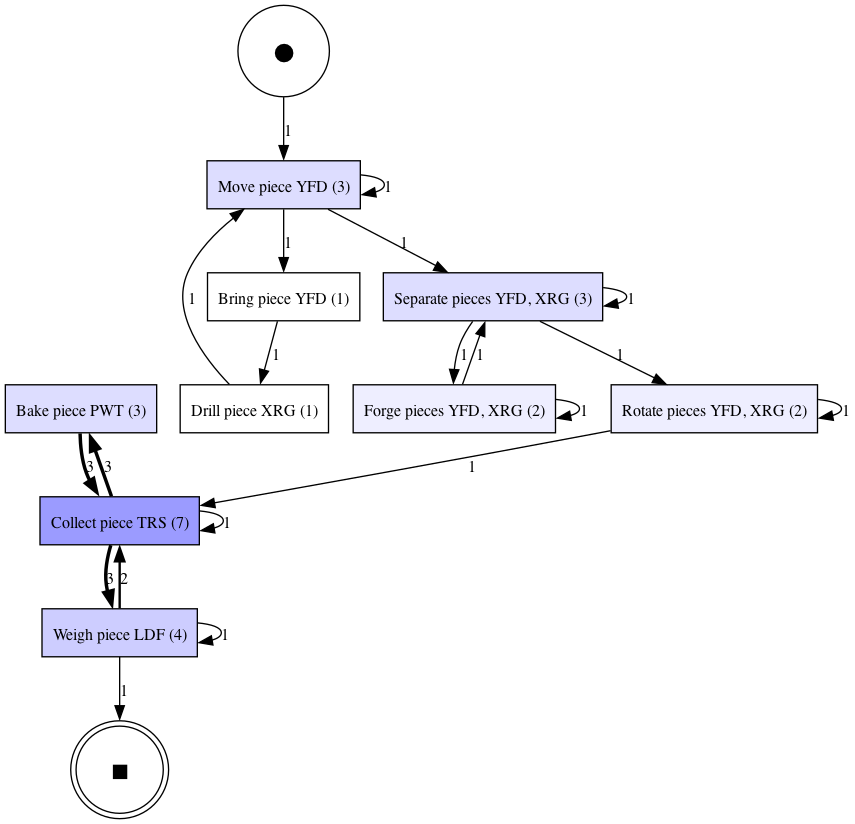 1
Move piece YFD (3)
1
1
1
1
Bring piece YFD (1)
Separate pieces YFD, XRG (3)
1
1
1
1
1
Bake piece PWT (3)
Drill piece XRG (1)
Forge pieces YFD, XRG (2)
1
Rotate pieces YFD, XRG (2)
1
3
3
1
Collect piece TRS (7)
1
3
2
Weigh piece LDF (4)
1
1